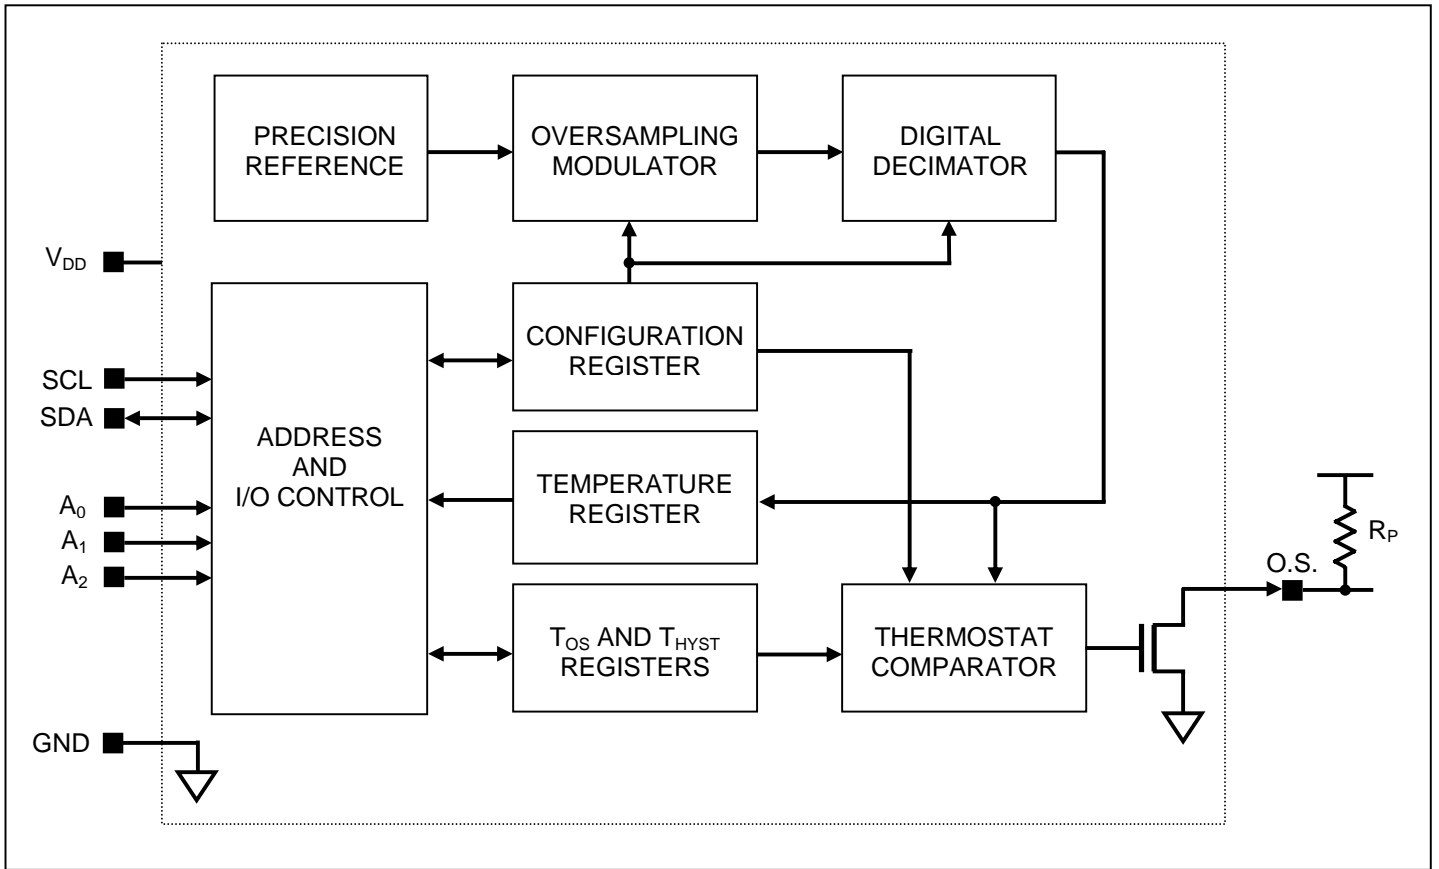 PRECISION
REFERENCE
OVERSAMPLING
MODULATOR
DIGITAL
DECIMATOR
VDD
SCL
SDA
A0
A1
A2
GND
ADDRESS
AND
I/O CONTROL
CONFIGURATION
REGISTER
TEMPERATURE
REGISTER
TOS AND THYST
REGISTERS
THERMOSTAT
COMPARATOR
O.S.
RP